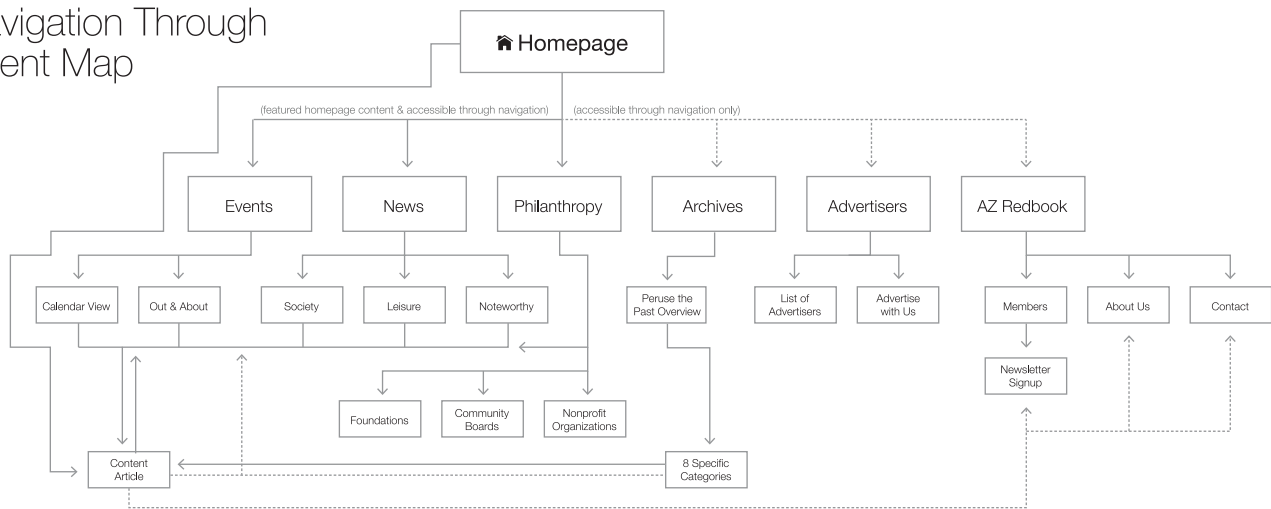 vigation Through
ent Map
Homepage
(featured homepage content & accessible through navigation)
(accessible through navigation only)
Events
News
Philanthropy
Archives
Advertisers
AZ Redbook
Calendar View
Out & About
Society
Leisure
Noteworthy
Peruse the
Past Overview
List of
Advertisers
Advertise
with Us
Members
About Us
Contact
Newsletter
Signup
Foundations
Community
Boards
Nonprofit
Organizations
Content
Article
8 Specific
Categories